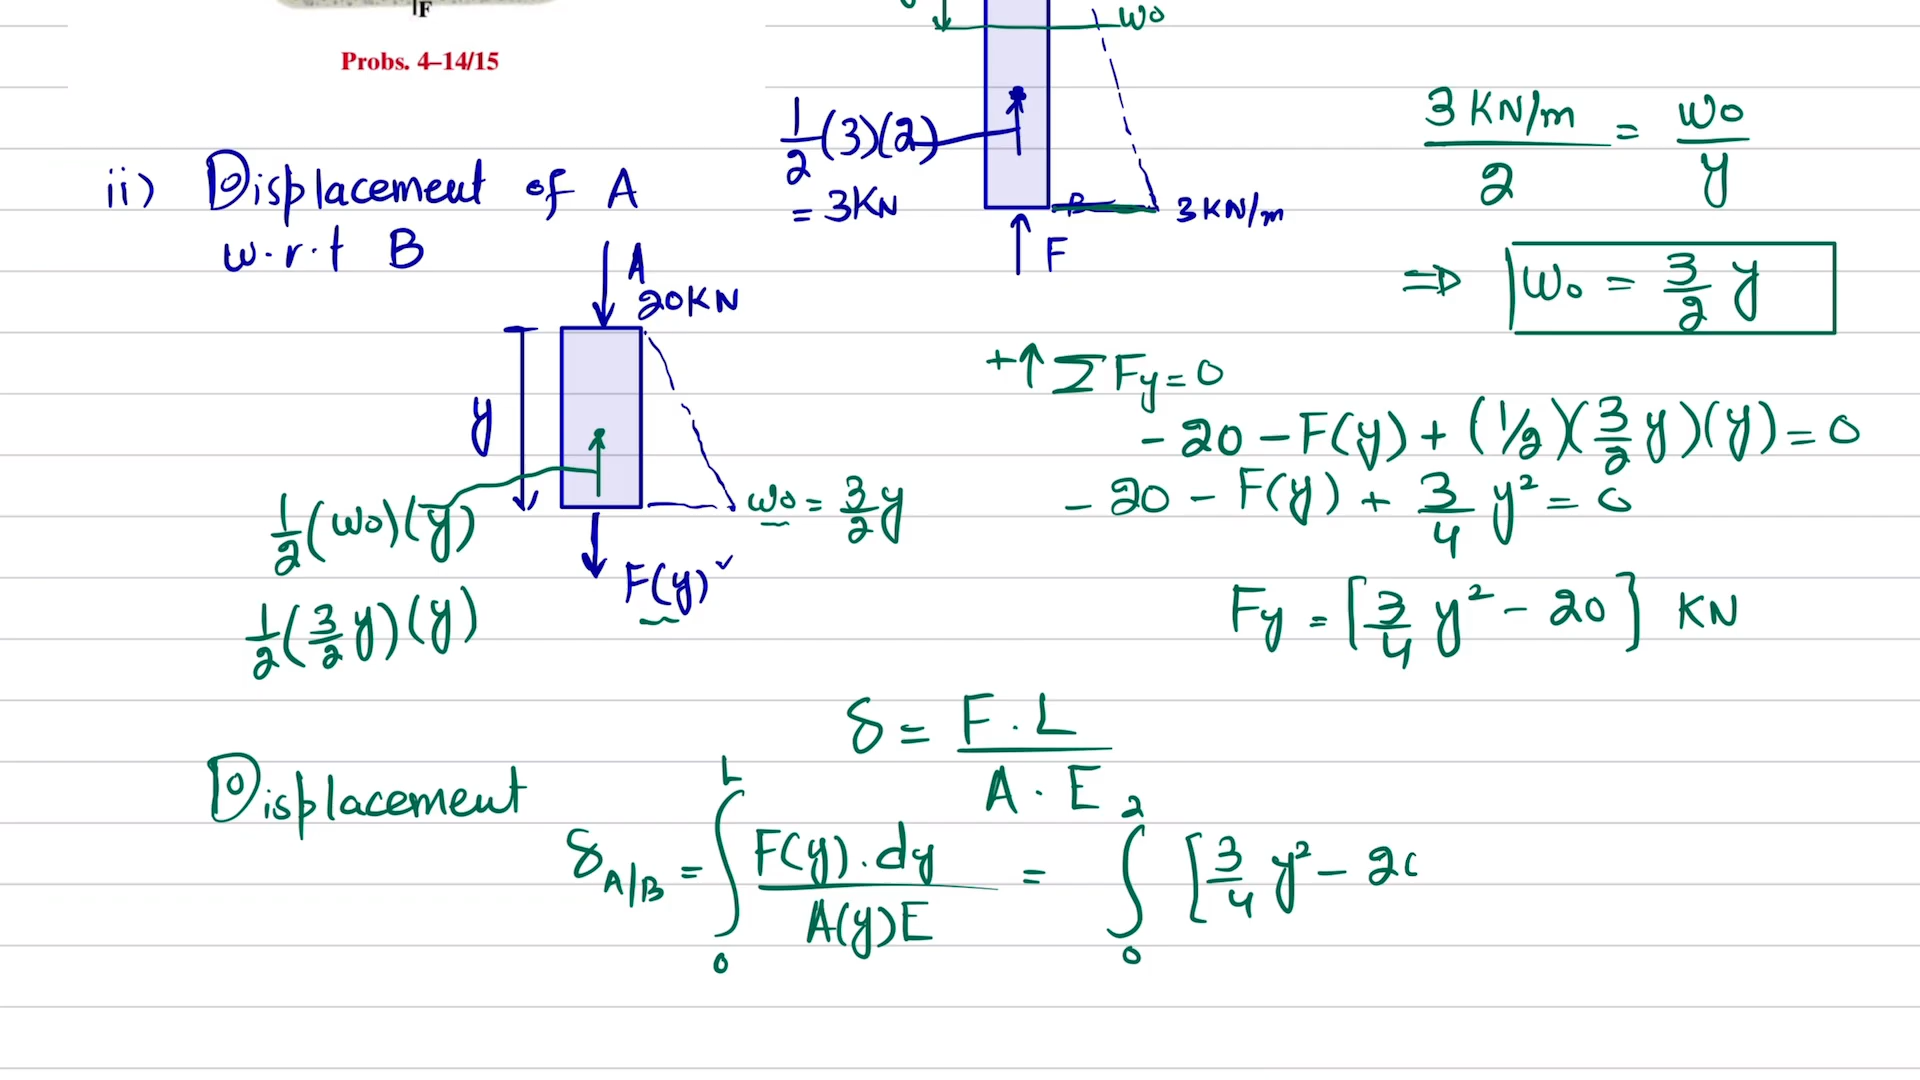 F
Probs. 4–14/15
wo
1/2 (3)(2)
= 3KN
3 KN/m
F
3 KN/m / 2 = wo / y
⇒ wo = 3/2 y
ii) Displacement of A
w.r.t B
A
20KN
y
1/2 (wo)(y)
1/2 (3/2 y)(y)
wo = 3/2 y
F(y)
+↑ Σ Fy = 0
- 20 - F(y) + (1/2)(3/2 y)(y) = 0
- 20 - F(y) + 3/4 y² = 0
Fy = [3/4 y² - 20] KN
δ = F . L / A . E
Displacement
δA/B = ∫₀ᴸ F(y) . dy / A(y)E = ∫₀² [3/4 y² - 2